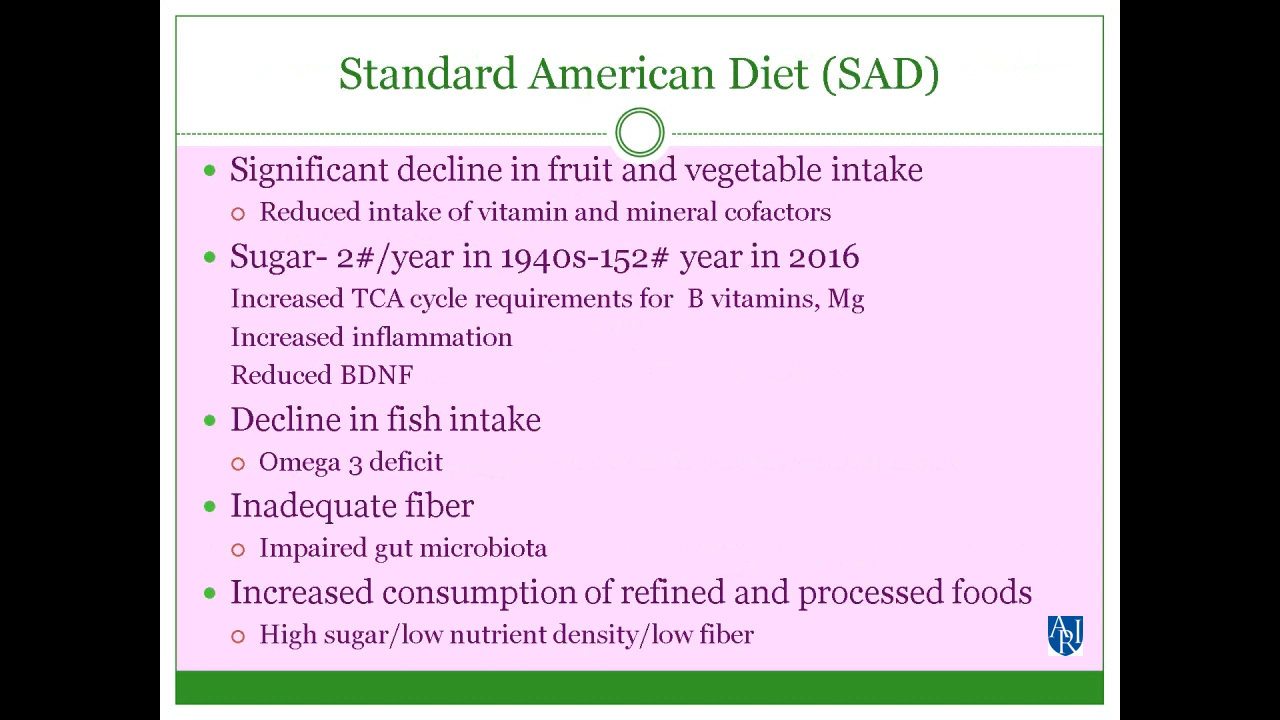 Standard American Diet (SAD)
Significant decline in fruit and vegetable intake
Reduced intake of vitamin and mineral cofactors
Sugar- 2#/year in 1940s-152# year in 2016
Increased TCA cycle requirements for B vitamins, Mg
Increased inflammation
Reduced BDNF
Decline in fish intake
Omega 3 deficit
Inadequate fiber
Impaired gut microbiota
Increased consumption of refined and processed foods
High sugar/low nutrient density/low fiber
ARI